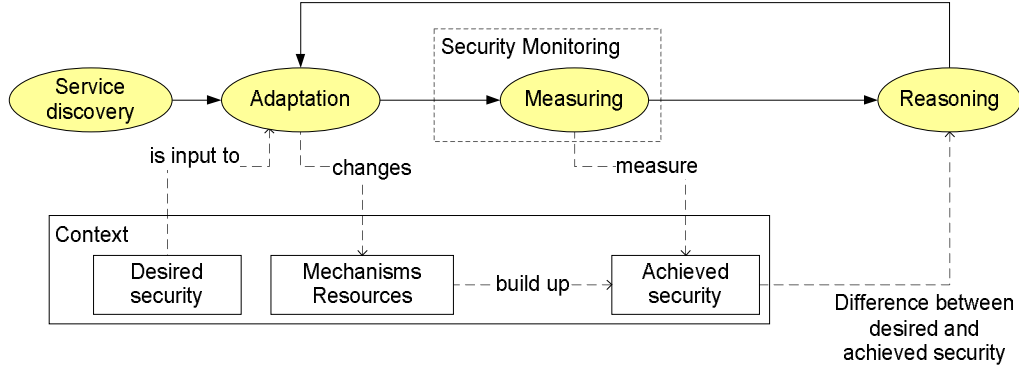 Security Monitoring
Service
discovery
Adaptation
Measuring
Reasoning
is input to
changes
measure
Context
Desired
security
Mechanisms
Resources
build up
Achieved
security
Difference between
desired and
achieved security